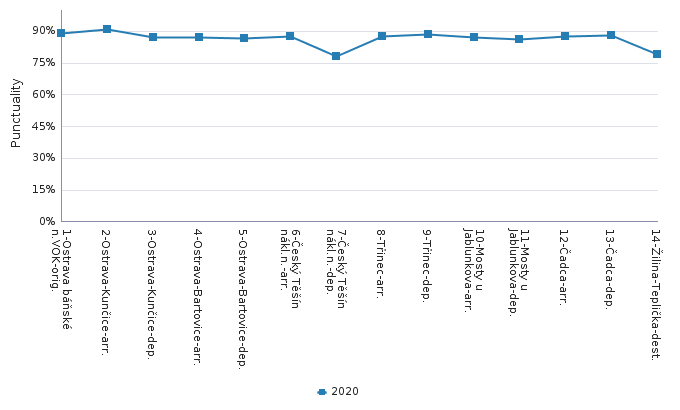 Punctuality
90%
75%
60%
45%
30%
15%
0%
1-Ostrava báňské
n.VOK-orig.
2-Ostrava-Kunčice-arr.
3-Ostrava-Kunčice-dep.
4-Ostrava-Bartovice-arr.
5-Ostrava-Bartovice-dep.
6-Český Těšín
nákl.n.-arr.
7-Český Těšín
nákl.n.-dep.
8-Třinec-arr.
9-Třinec-dep.
10-Mosty u
Jablunkova-arr.
11-Mosty u
Jablunkova-dep.
12-Čadca-arr.
13-Čadca-dep.
14-Žilina-Teplička-dest.
2020